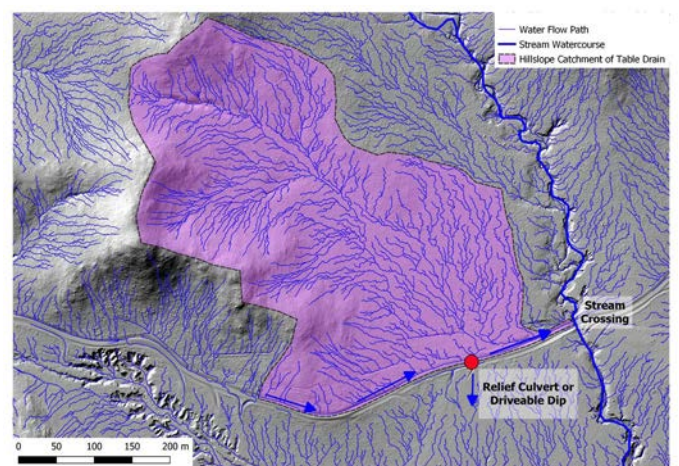 Water Flow Path
Stream Watercourse
Hillslope Catchment of Table Drain
Stream
Crossing
Relief Culvert or
Driveable Dip
0 50 100 150 200 m